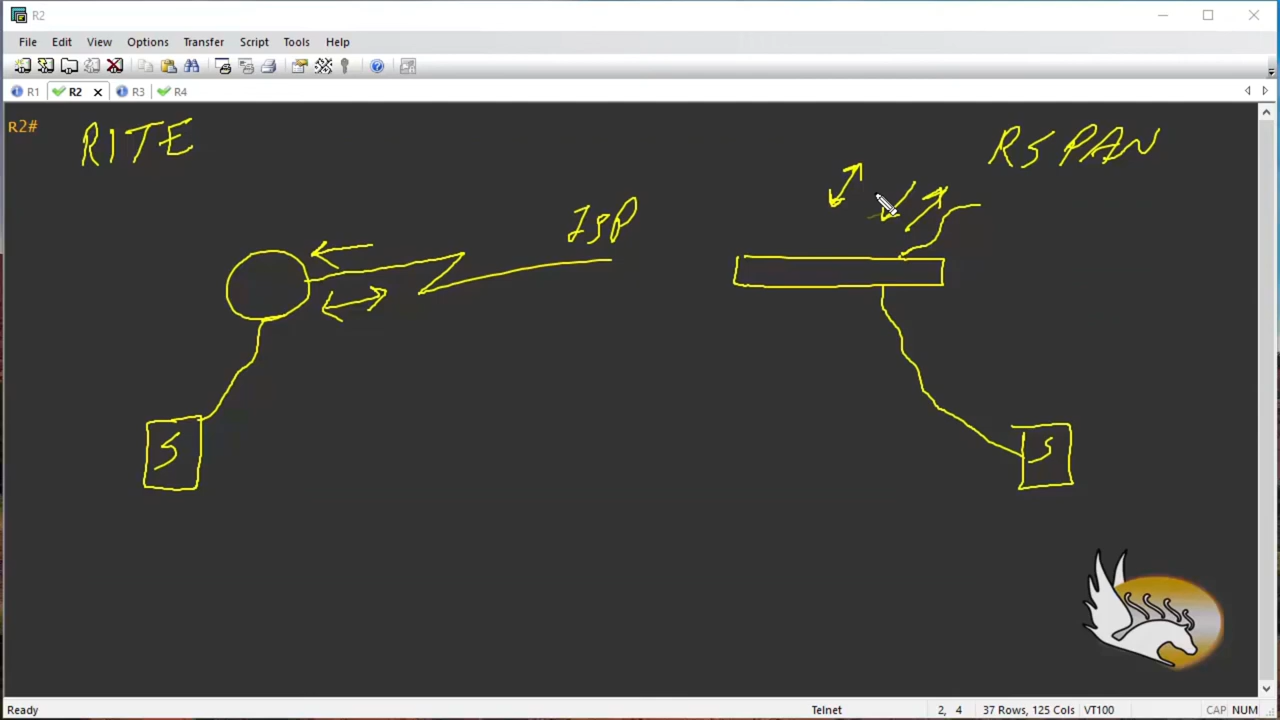 R2
File Edit View Options Transfer Script Tools Help
R1 R2 R3 R4
R2#
RITE
RSPAN
ISP
S
S
Ready Telnet 2, 4 37 Rows, 125 Cols VT100 CAP NUM